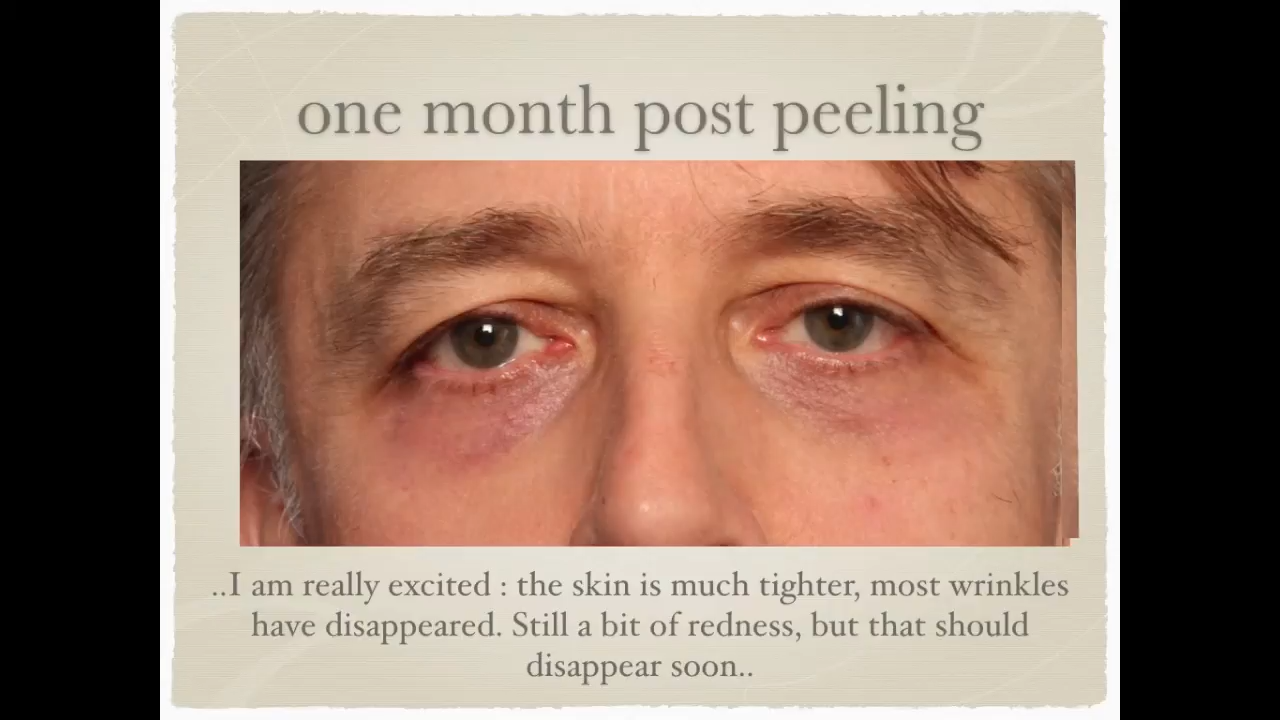 one month post peeling
..I am really excited : the skin is much tighter, most wrinkles
have disappeared. Still a bit of redness, but that should
disappear soon..